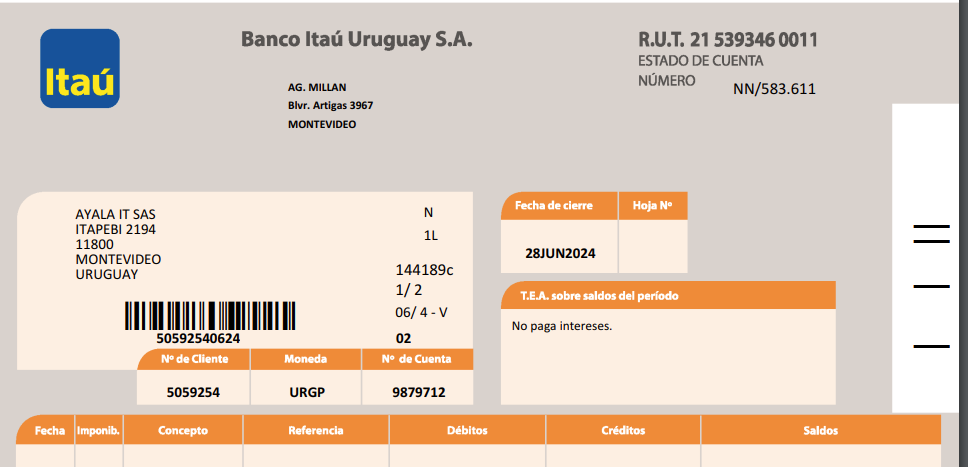 Itaú
Banco Itaú Uruguay S.A.
AG. MILLAN
Blvr. Artigas 3967
MONTEVIDEO
R.U.T. 21 539346 0011
ESTADO DE CUENTA
NÚMERO NN/583.611
AYALA IT SAS
ITAPEBI 2194
11800
MONTEVIDEO
URUGUAY
N
1L
144189c
1/ 2
06/ 4 - V
50592540624 02
Nº de Cliente Moneda Nº de Cuenta
5059254 URGP 9879712
Fecha de cierre Hoja Nº
28JUN2024
T.E.A. sobre saldos del período
No paga intereses.
Fecha Imponib. Concepto Referencia Débitos Créditos Saldos